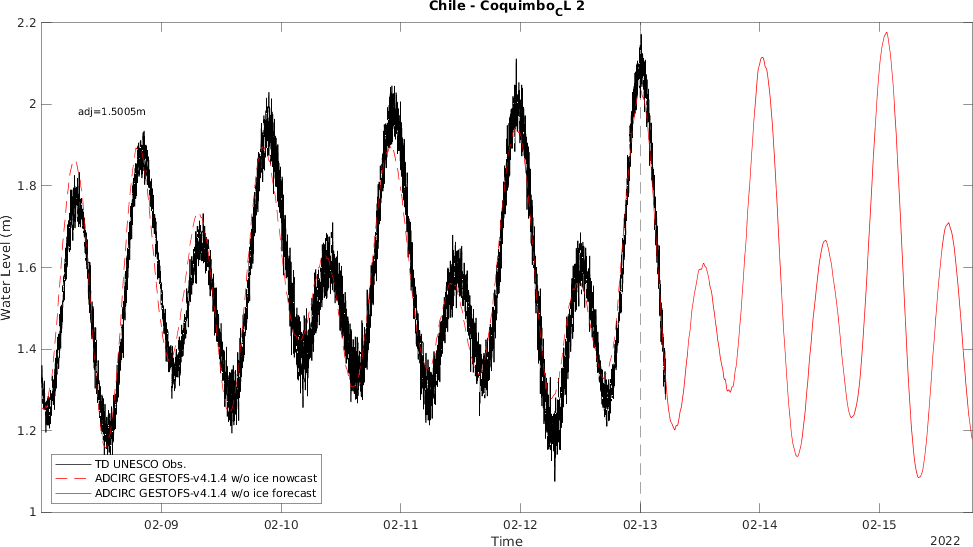 Chile - Coquimbo_CL 2
2.2
2
1.8
1.6
1.4
1.2
1
Water Level (m)
adj=1.5005m
TD UNESCO Obs.
ADCIRC GESTOFS-v4.1.4 w/o ice nowcast
ADCIRC GESTOFS-v4.1.4 w/o ice forecast
02-09 02-10 02-11 02-12 02-13 02-14 02-15
Time
2022